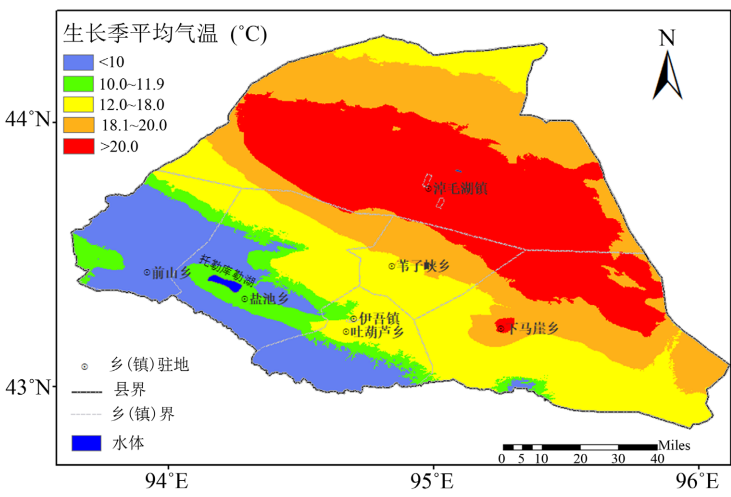 生长季平均气温 (°C)
<10
10.0~11.9
12.0~18.0
18.1~20.0
>20.0
N
44°N
43°N
淖毛湖镇
托勒库勒湖
前山乡
盐池乡
苇子峡乡
伊吾镇
吐葫芦乡
下马崖乡
乡(镇)驻地
县界
乡(镇)界
水体
Miles
0 5 10 20 30 40
94°E
95°E
96°E